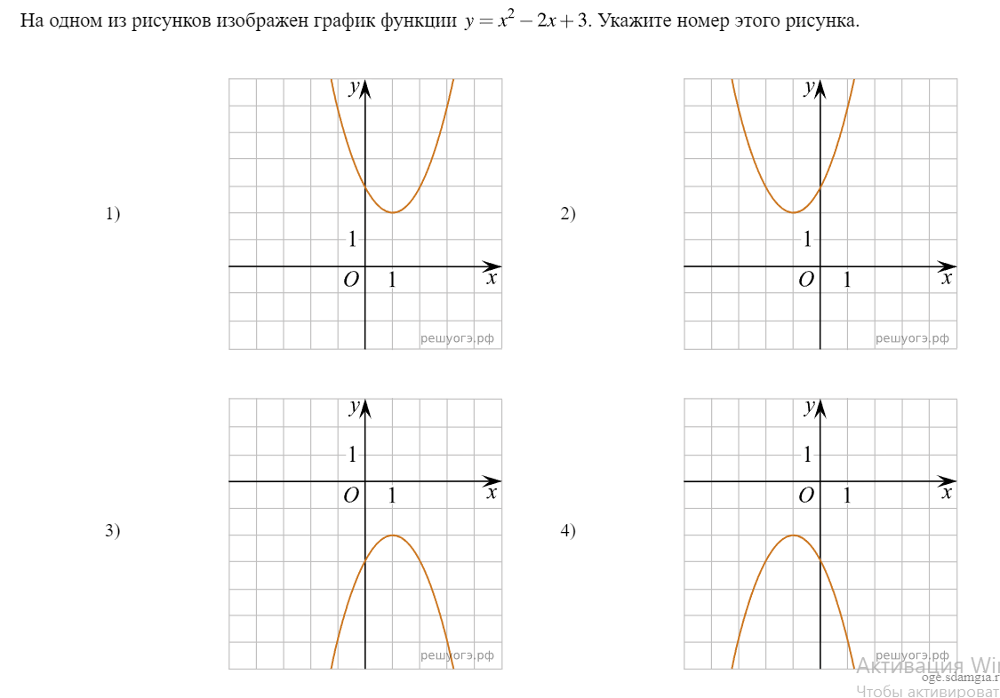 На одном из рисунков изображен график функции y = x² − 2x + 3. Укажите номер этого рисунка.
1)
y
1
O
1
x
решуогэ.рф
2)
y
1
O
1
x
решуогэ.рф
3)
y
1
O
1
x
решуогэ.рф
4)
y
1
O
1
x
решуогэ.рф
Активация Wi
oge.sdamgia.r
Чтобы активироват